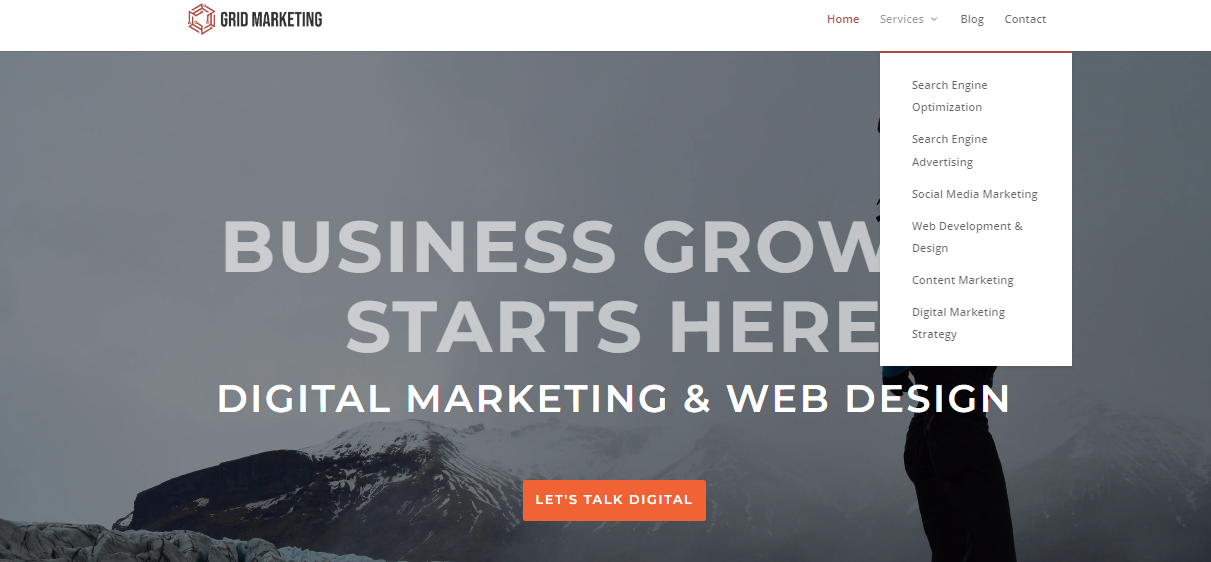 GRID MARKETING
Home Services Blog Contact
Search Engine
Optimization
Search Engine
Advertising
Social Media Marketing
Web Development &
Design
Content Marketing
Digital Marketing
Strategy
BUSINESS GROW
STARTS HERE
DIGITAL MARKETING & WEB DESIGN
LET'S TALK DIGITAL